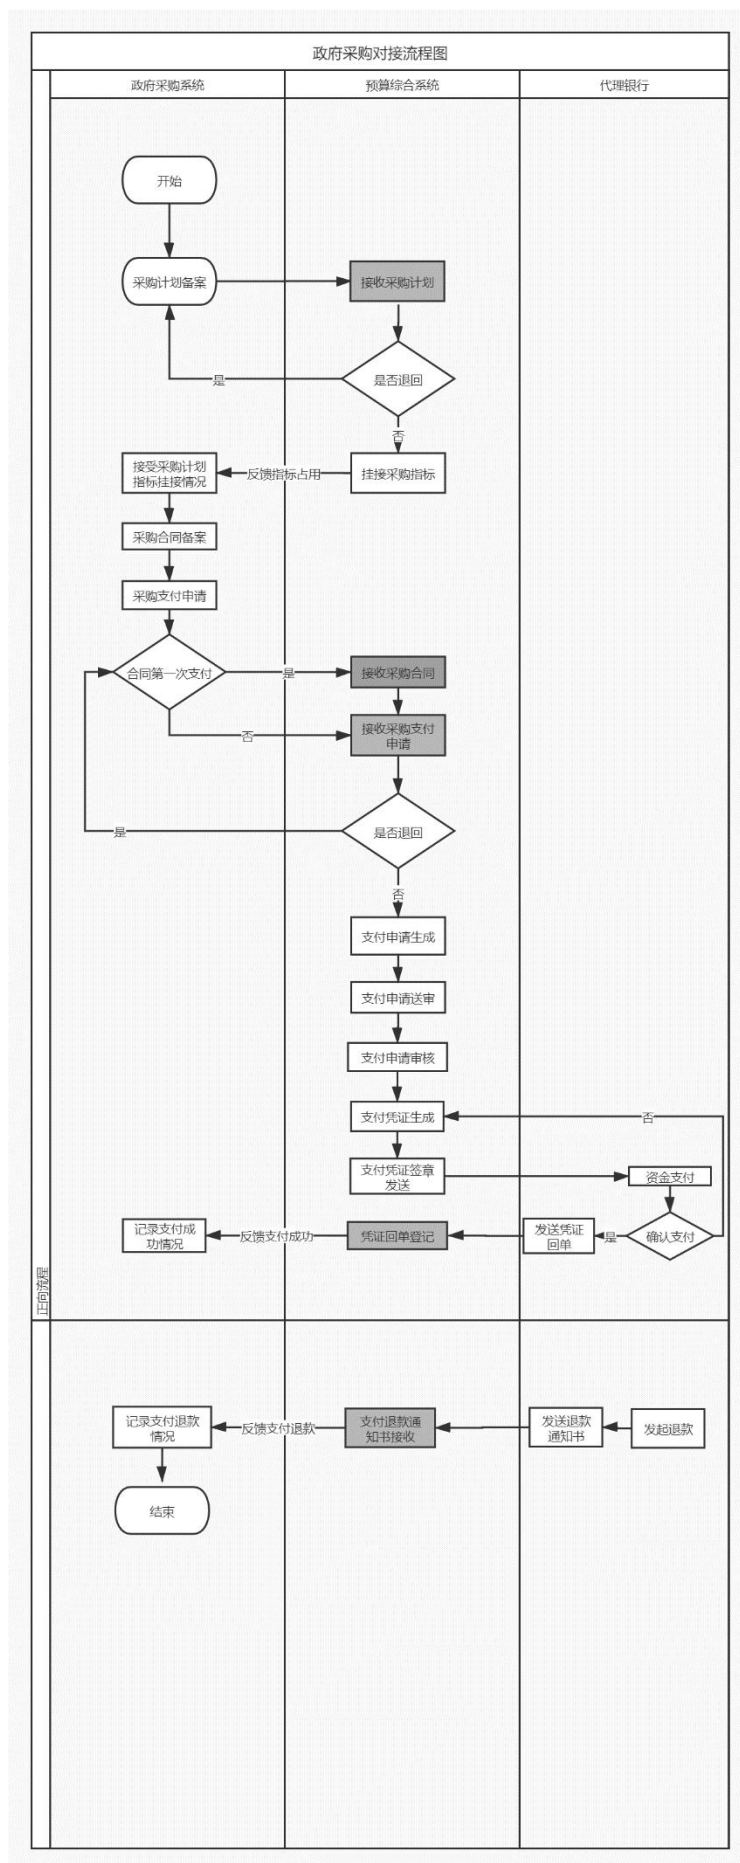 政府采购对接流程图
政府采购系统
预算综合系统
代理银行
开始
采购计划备案
接收采购计划
是否退回
是
否
接受采购计划
指标挂接情况
反馈指标占用
挂接采购指标
采购合同备案
采购支付申请
合同第一次支付
是
接收采购合同
否
接收采购支付
申请
是否退回
是
否
支付申请生成
支付申请送审
支付申请审核
支付凭证生成
否
支付凭证签章
发送
资金支付
记录支付成
功情况
反馈支付成功
凭证回单登记
发送凭证
回单
是
确认支付
正向流程
记录支付退款
情况
反馈支付退款
支付退款通
知书接收
发送退款
通知书
发起退款
结束